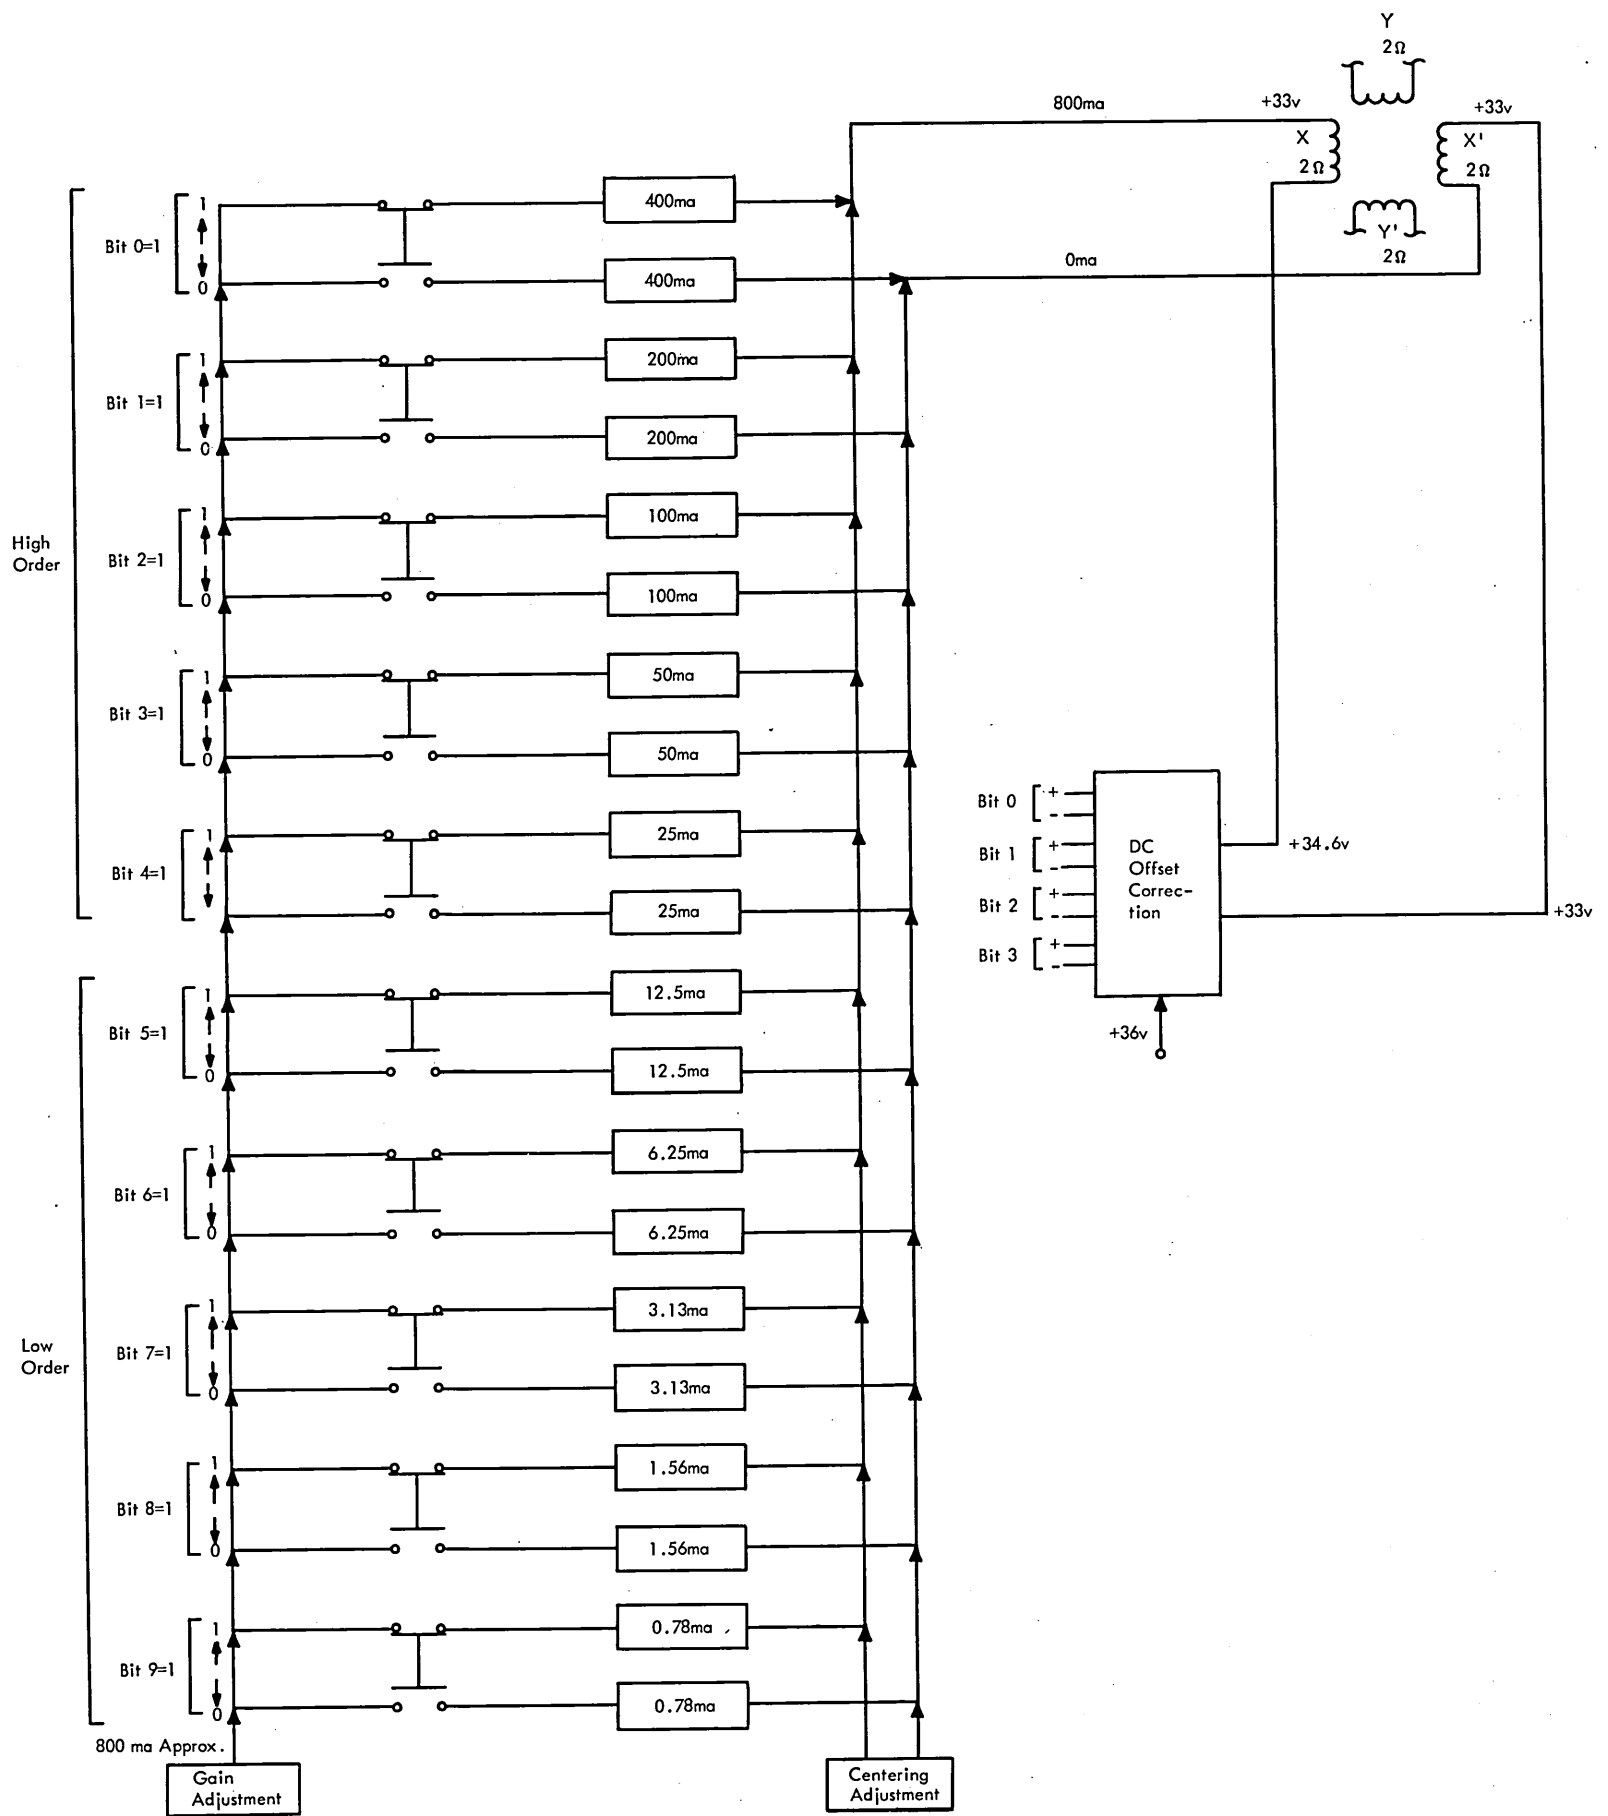 Y
2Ω
800ma
+33v
+33v
X
2Ω
X'
2Ω
Y'
2Ω
0ma
High
Order
Bit 0=1
1
0
400ma
400ma
Bit 1=1
1
0
200ma
200ma
Bit 2=1
1
0
100ma
100ma
Bit 3=1
1
0
50ma
50ma
Bit 4=1
1
25ma
25ma
Low
Order
Bit 5=1
1
0
12.5ma
12.5ma
Bit 6=1
1
0
6.25ma
6.25ma
Bit 7=1
1
0
3.13ma
3.13ma
Bit 8=1
1
0
1.56ma
1.56ma
Bit 9=1
1
0
0.78ma
0.78ma
800 ma Approx.
Gain
Adjustment
Centering
Adjustment
Bit 0
+
-
Bit 1
+
-
Bit 2
+
-
Bit 3
+
-
DC
Offset
Correc-
tion
+34.6v
+33v
+36v